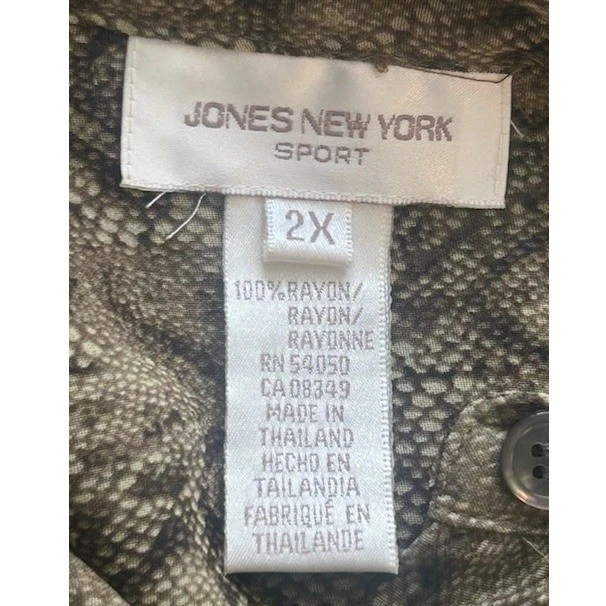 JONES NEW YORK
SPORT
2X
100% RAYON/
RAYON/
RAYONNE
RN 54050
CA 08349
MADE IN
THAILAND
HECHO EN
TAILANDIA
FABRIQUÉ EN
THAILANDE